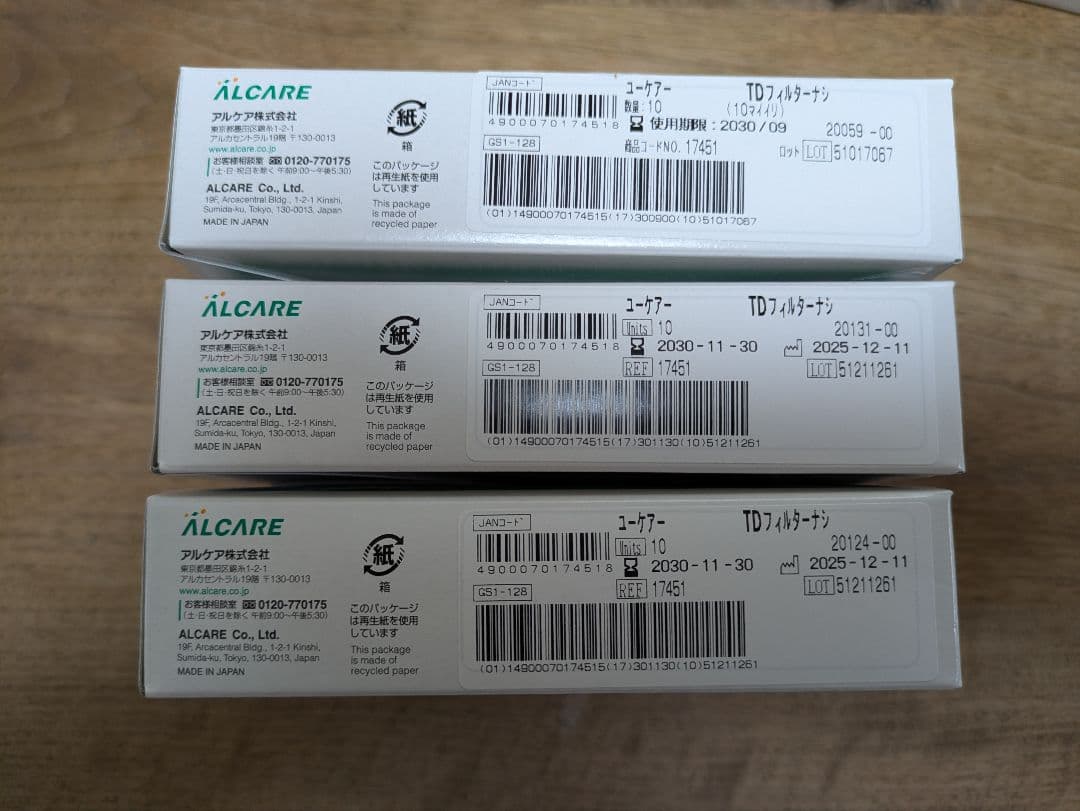 ALCARE
アルケア株式会社
東京都墨田区錦糸1-2-1
アルカセントラル19階 〒130-0013
www.alcare.co.jp
お客様相談室 0120-770175
(土・日・祝日を除く 午前9:00〜午後5:30)
ALCARE Co., Ltd.
19F, Arcacentral Bldg., 1-2-1 Kinshi,
Sumida-ku, Tokyo, 130-0013, Japan
MADE IN JAPAN
紙
箱
このパッケージ
は再生紙を使用
しています
This package
is made of
recycled paper
JANコード
4900070174518
ユーケアー TDフィルターナシ
数量:10 (10マイイリ)
使用期限:2030/09 20059-00
箱品コードNO. 17451 ロット LOT 51017067
GS1-128
(01)14900070174515(17)300900(10)51017067
ALCARE
アルケア株式会社
東京都墨田区錦糸1-2-1
アルカセントラル19階 〒130-0013
www.alcare.co.jp
お客様相談室 0120-770175
(土・日・祝日を除く 午前9:00〜午後5:30)
ALCARE Co., Ltd.
19F, Arcacentral Bldg., 1-2-1 Kinshi,
Sumida-ku, Tokyo, 130-0013, Japan
MADE IN JAPAN
紙
箱
このパッケージ
は再生紙を使用
しています
This package
is made of
recycled paper
JANコード
4900070174518
ユーケアー TDフィルターナシ
Units 10 20131-00
2030-11-30 2025-12-11
REF 17451 LOT 51211261
GS1-128
(01)14900070174515(17)301130(10)51211261
ALCARE
アルケア株式会社
東京都墨田区錦糸1-2-1
アルカセントラル19階 〒130-0013
www.alcare.co.jp
お客様相談室 0120-770175
(土・日・祝日を除く 午前9:00〜午後5:30)
ALCARE Co., Ltd.
19F, Arcacentral Bldg., 1-2-1 Kinshi,
Sumida-ku, Tokyo, 130-0013, Japan
MADE IN JAPAN
紙
箱
このパッケージ
は再生紙を使用
しています
This package
is made of
recycled paper
JANコード
4900070174518
ユーケアー TDフィルターナシ
Units 10 20124-00
2030-11-30 2025-12-11
REF 17451 LOT 51211261
GS1-128
(01)14900070174515(17)301130(10)51211261